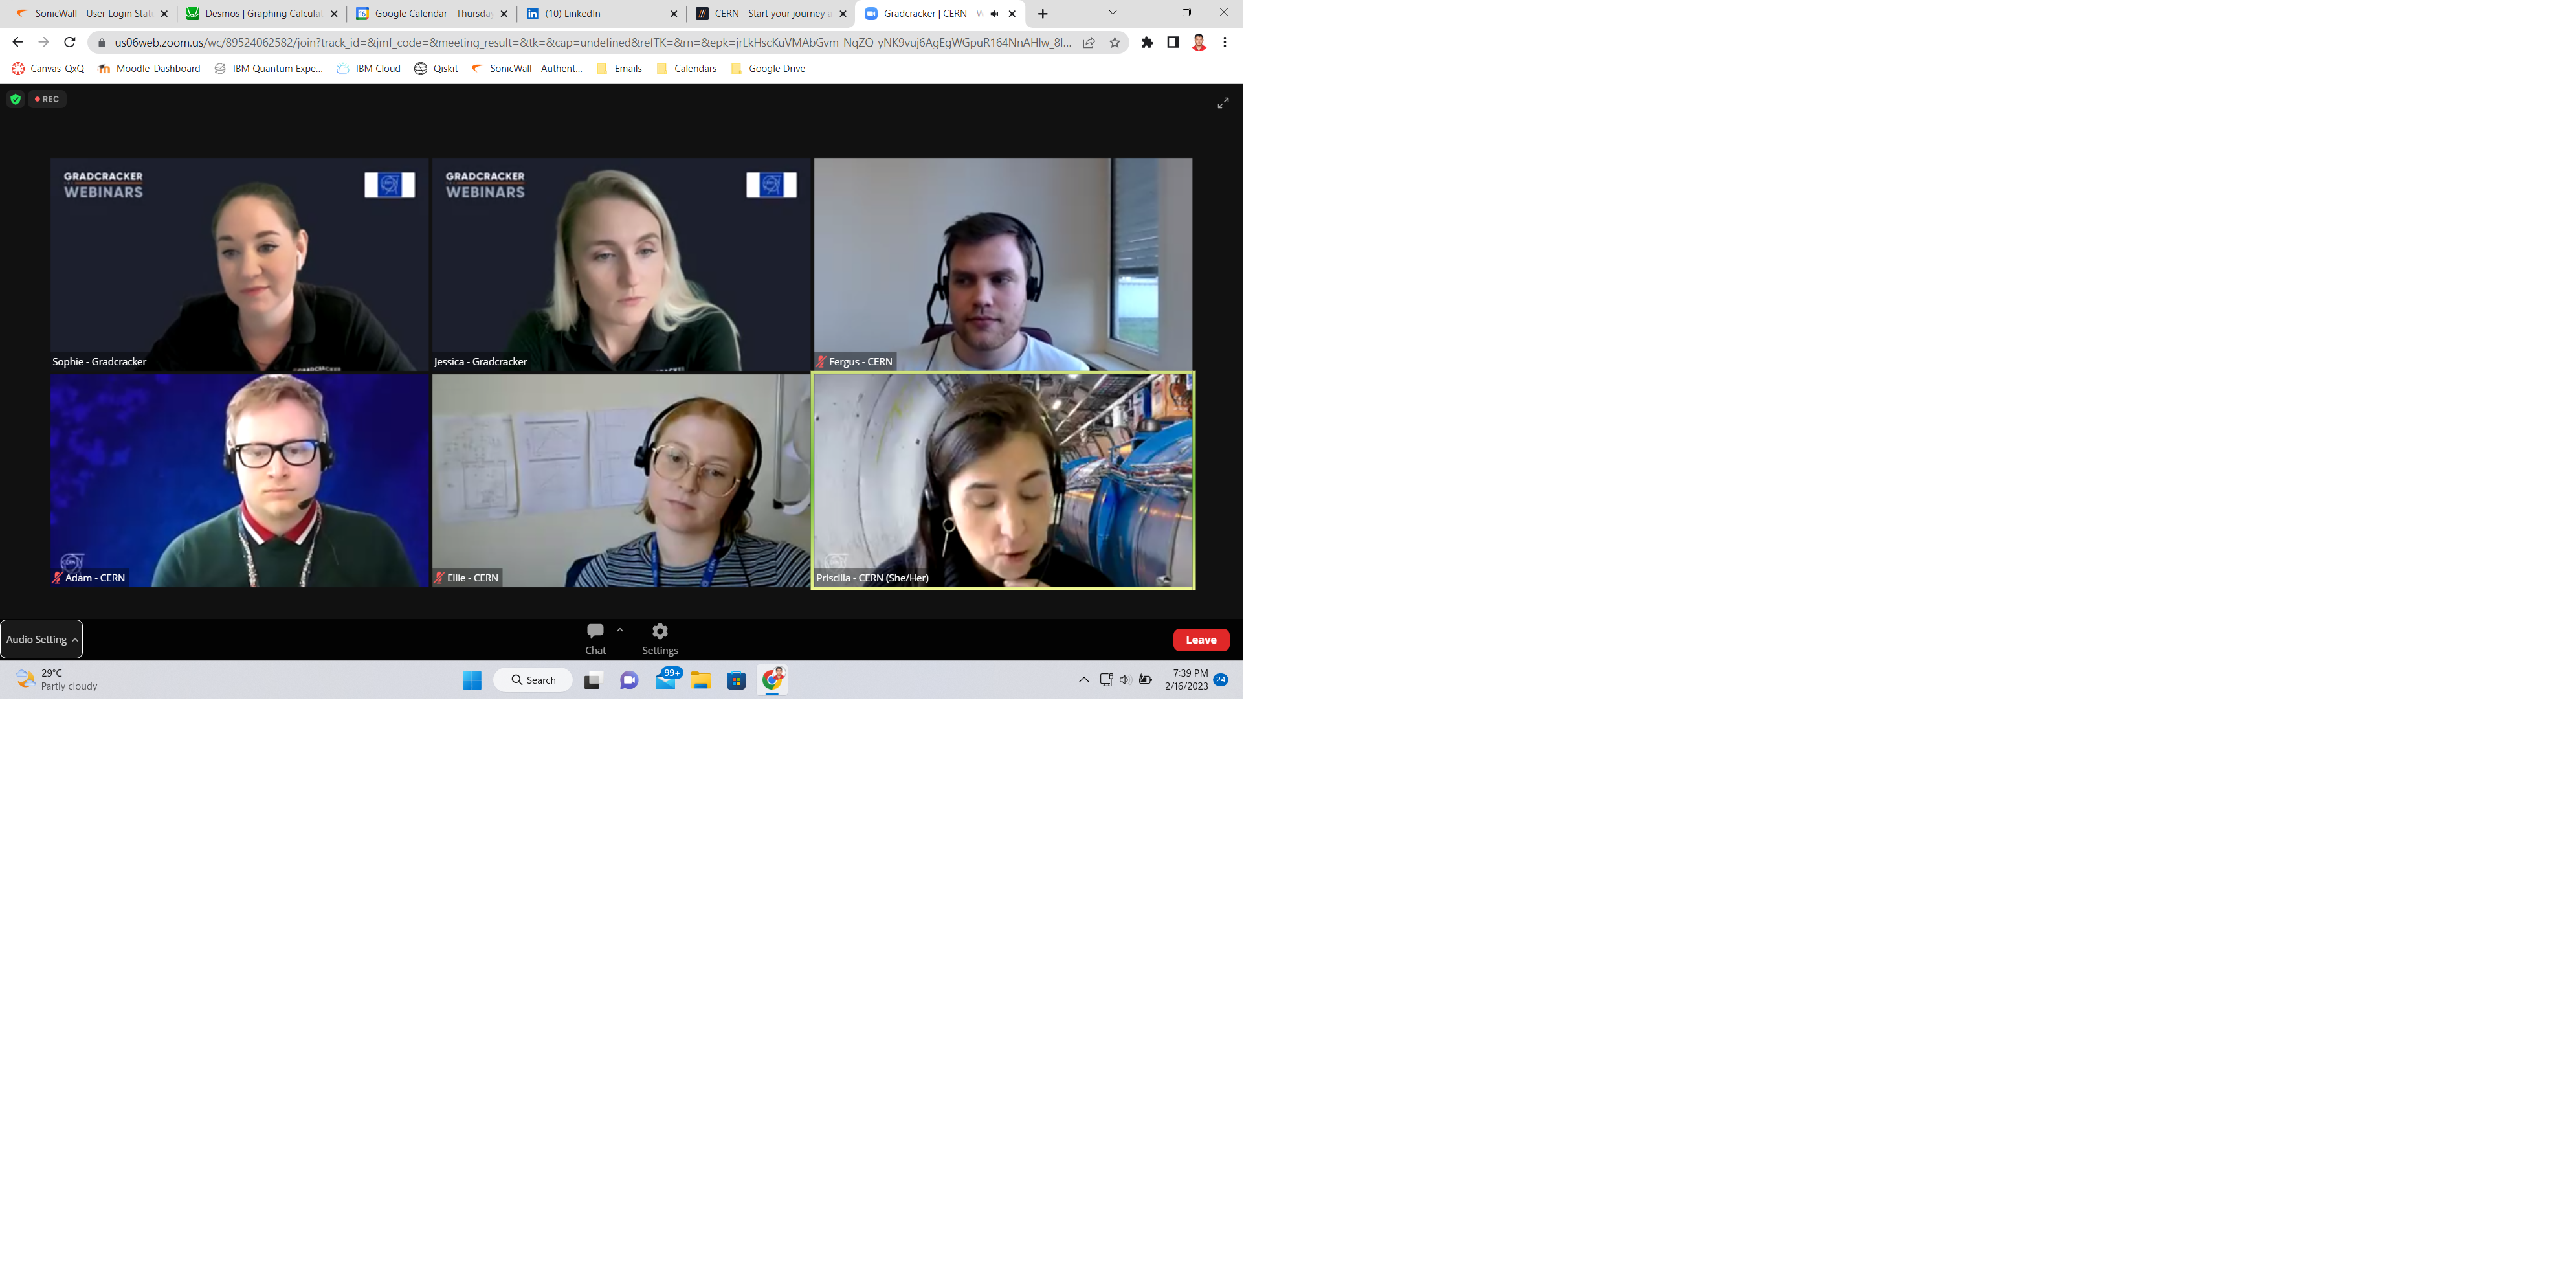 SonicWall - User Login Stat
Desmos | Graphing Calculat
Google Calendar - Thursday
(10) LinkedIn
CERN - Start your journey a
Gradcracker | CERN - W
us06web.zoom.us/wc/89524062582/join?track_id=&jmf_code=&meeting_result=&tk=&cap=undefined&refTK=&rn=&epk=jrLkHscKuVMAbGvm-NqZQ-yNK9vuj6AgEgWGpuR164NnAHlw_8I...
Canvas_QxQ
Moodle_Dashboard
IBM Quantum Expe...
IBM Cloud
Qiskit
SonicWall - Authent...
Emails
Calendars
Google Drive
REC
GRADCRACKER
WEBINARS
GRADCRACKER
WEBINARS
Sophie - Gradcracker
Jessica - Gradcracker
Fergus - CERN
Adam - CERN
Ellie - CERN
Priscilla - CERN (She/Her)
Audio Setting
Chat
Settings
Leave
29°C
Partly cloudy
Search
99+
7:39 PM
2/16/2023
24